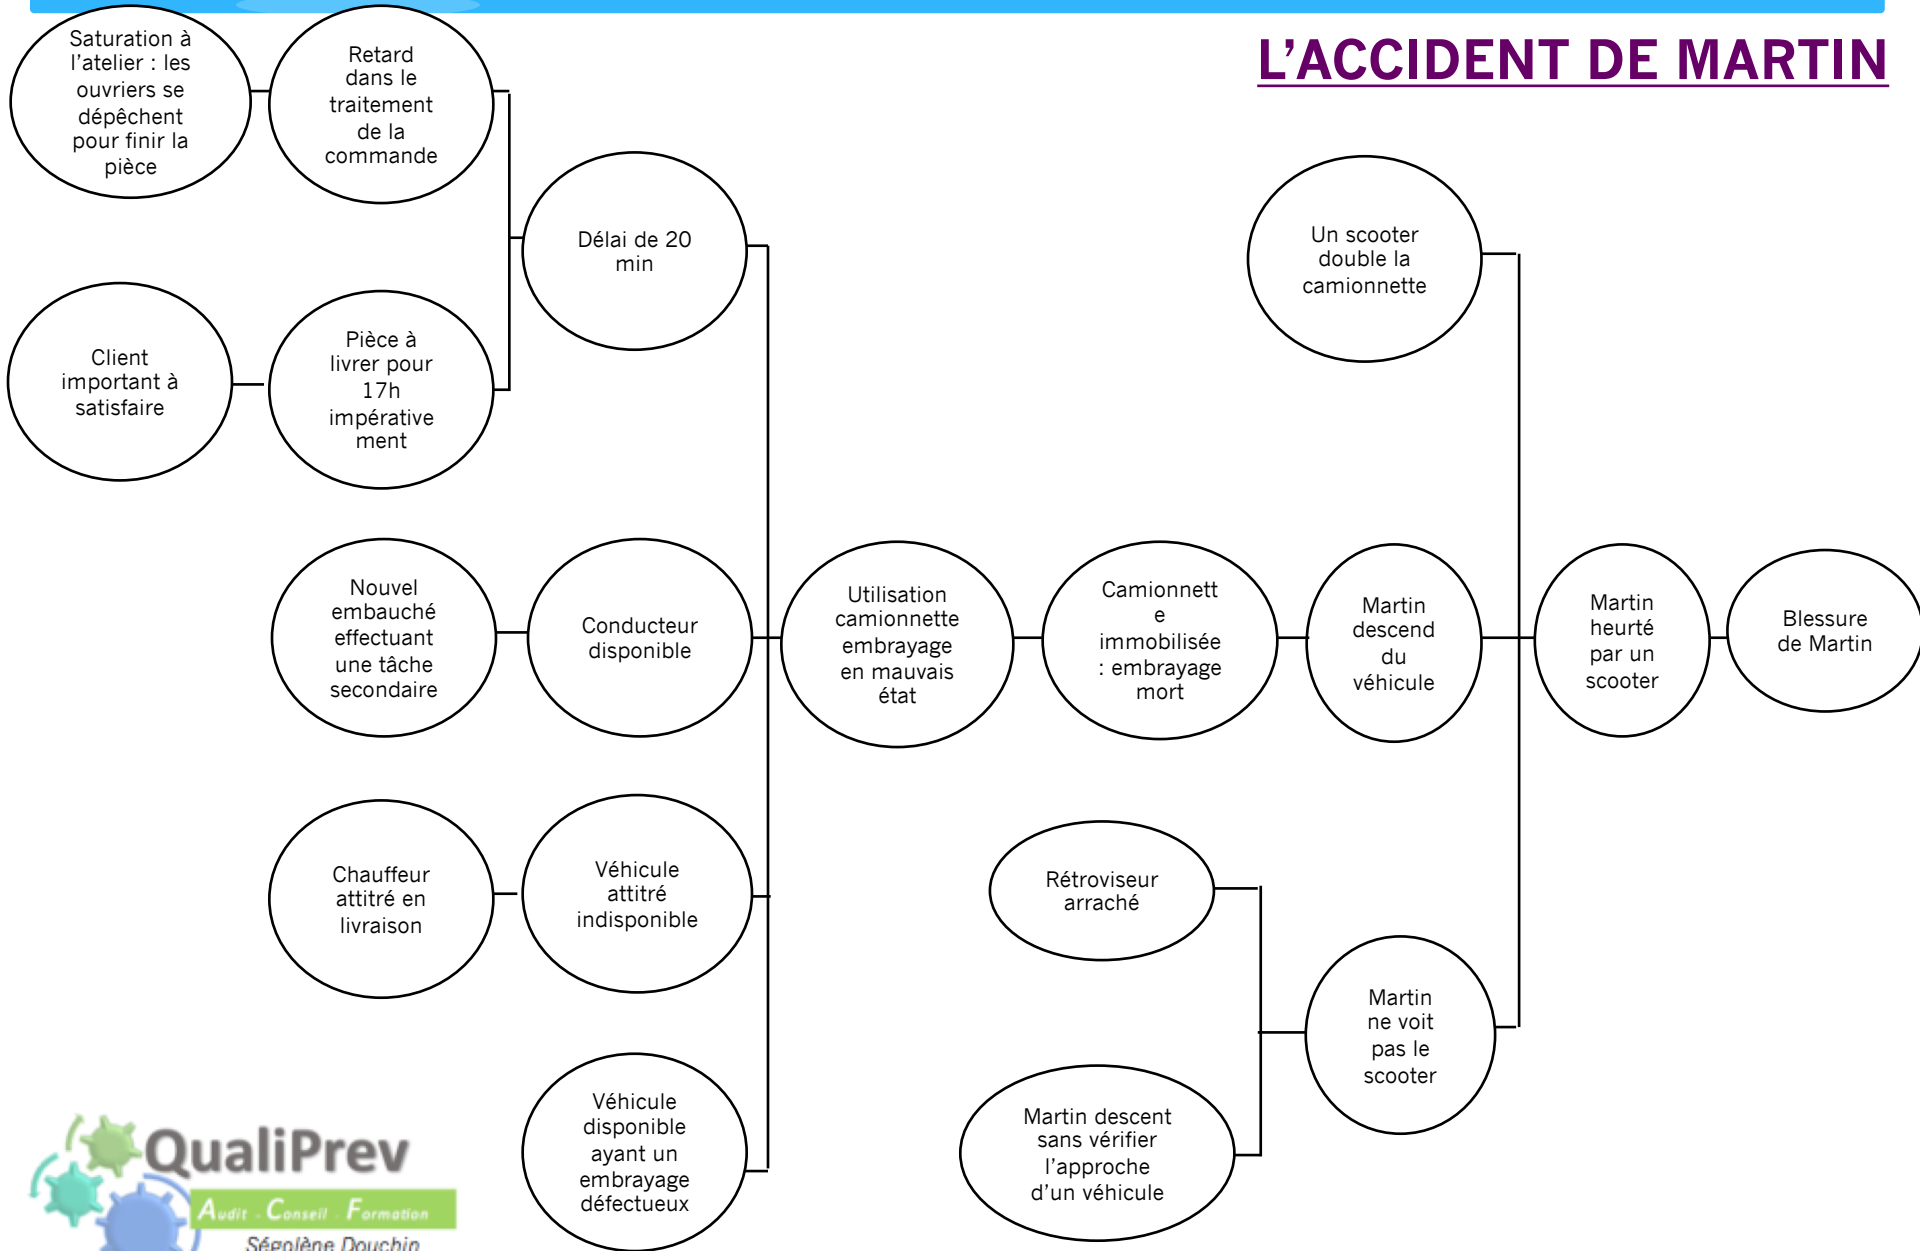 L'ACCIDENT DE MARTIN
Saturation à
l'atelier : les
ouvriers se
dépêchent
pour finir la
pièce
Retard
dans le
traitement
de la
commande
Délai de 20
min
Un scooter
double la
camionnette
Client
important à
satisfaire
Pièce à
livrer pour
17h
impérative
ment
Nouvel
embauché
effectuant
une tâche
secondaire
Conducteur
disponible
Utilisation
camionnette
embrayage
en mauvais
état
Camionnett
e
immobilisée
: embrayage
mort
Martin
descend
du
véhicule
Martin
heurté
par un
scooter
Blessure
de Martin
Chauffeur
attitré en
livraison
Véhicule
attitré
indisponible
Rétroviseur
arraché
Martin
ne voit
pas le
scooter
Véhicule
disponible
ayant un
embrayage
défectueux
Martin descent
sans vérifier
l'approche
d'un véhicule
QualiPrev
Audit - Conseil - Formation
Ségolène Douchin